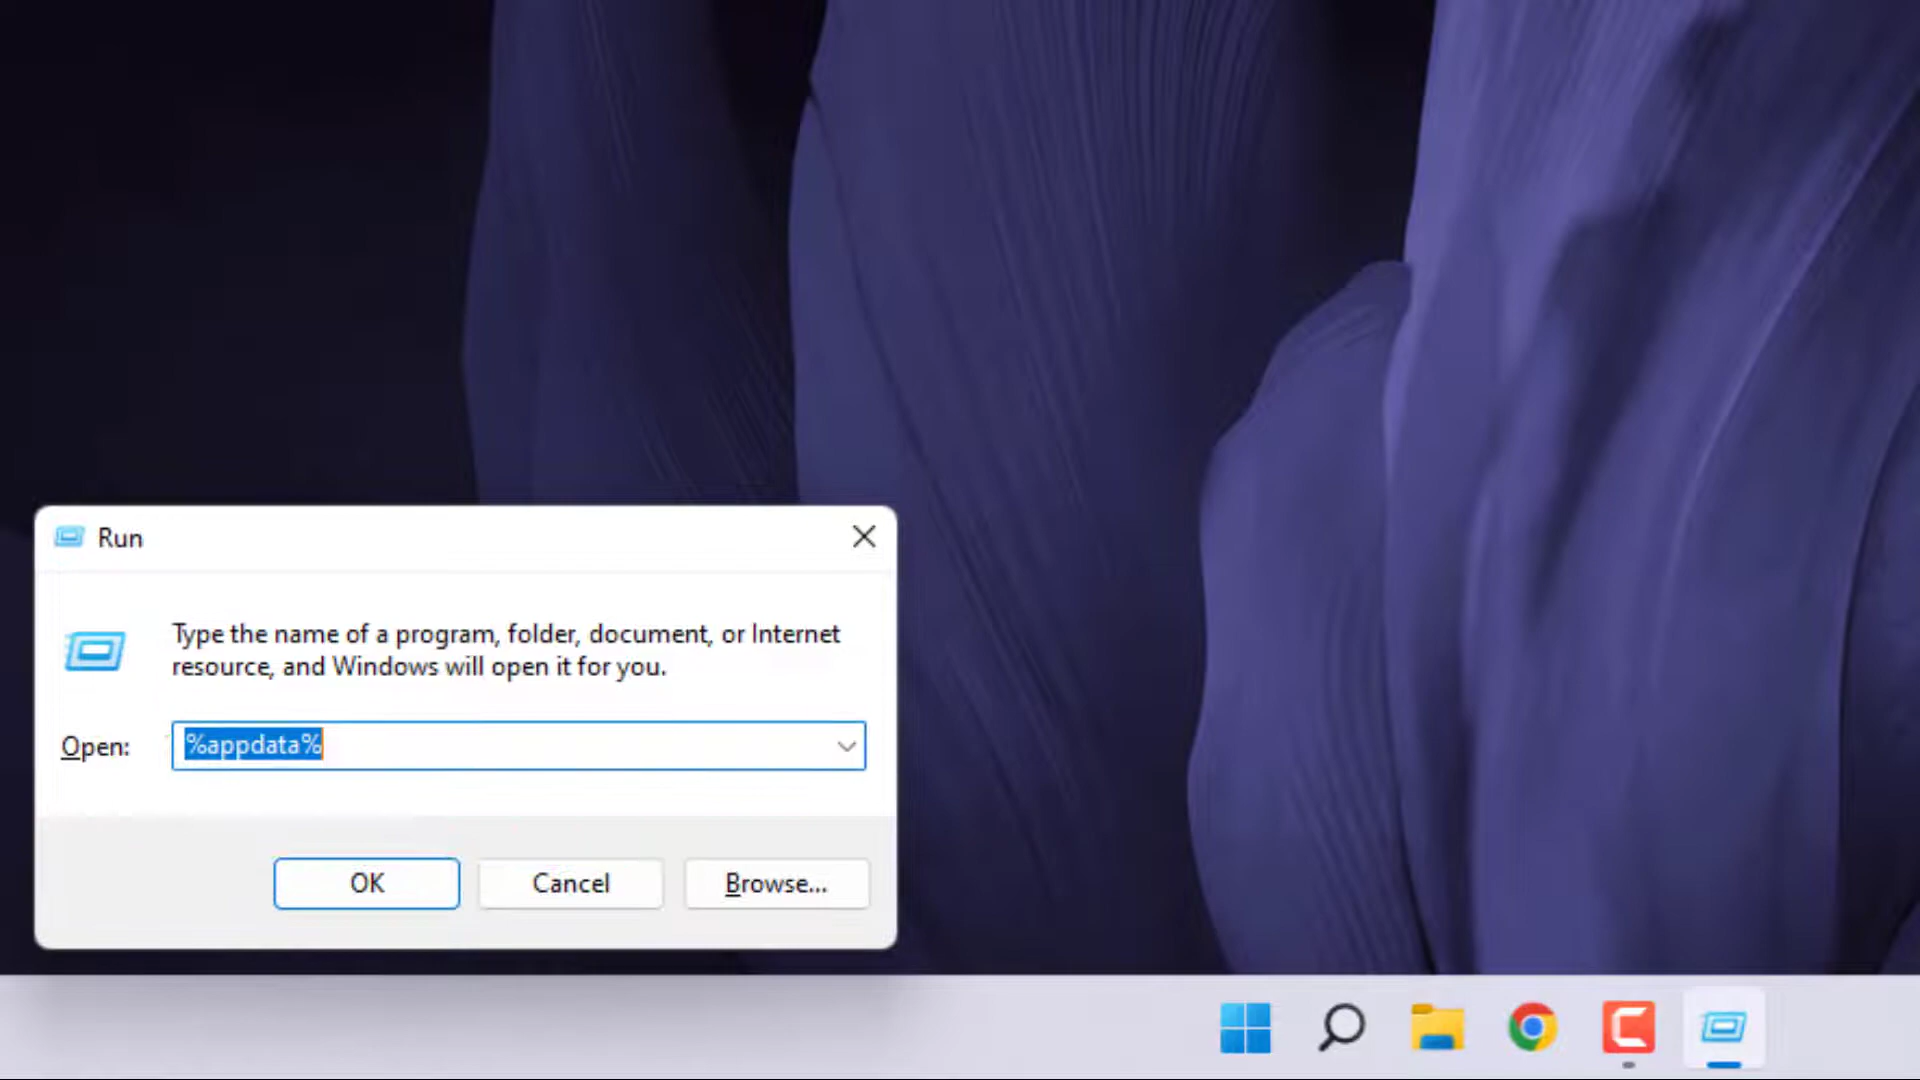 Run
Type the name of a program, folder, document, or Internet
resource, and Windows will open it for you.
Open: %appdata%
OK Cancel Browse...